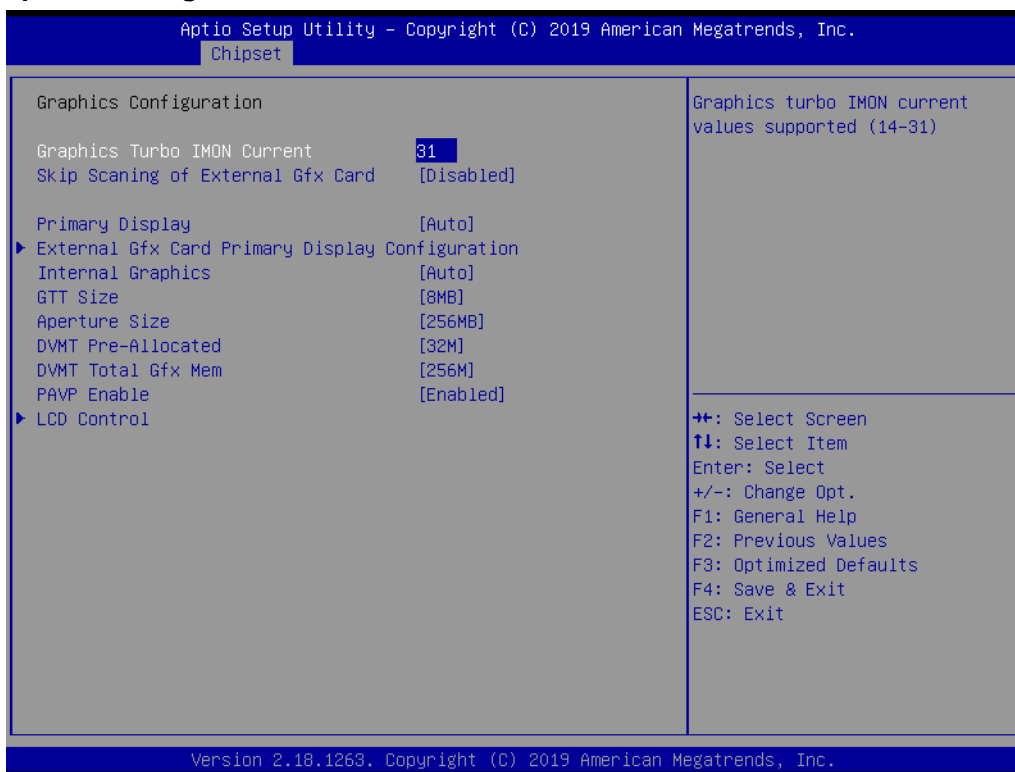 Aptio Setup Utility – Copyright (C) 2019 American Megatrends, Inc.
Chipset
Graphics Configuration
Graphics Turbo IMON Current 31
Skip Scaning of External Gfx Card [Disabled]
Primary Display [Auto]
External Gfx Card Primary Display Configuration
Internal Graphics [Auto]
GTT Size [8MB]
Aperture Size [256MB]
DVMT Pre-Allocated [32M]
DVMT Total Gfx Mem [256M]
PAVP Enable [Enabled]
LCD Control
Graphics turbo IMON current
values supported (14-31)
→←: Select Screen
↑↓: Select Item
Enter: Select
+/-: Change Opt.
F1: General Help
F2: Previous Values
F3: Optimized Defaults
F4: Save & Exit
ESC: Exit
Version 2.18.1263. Copyright (C) 2019 American Megatrends, Inc.